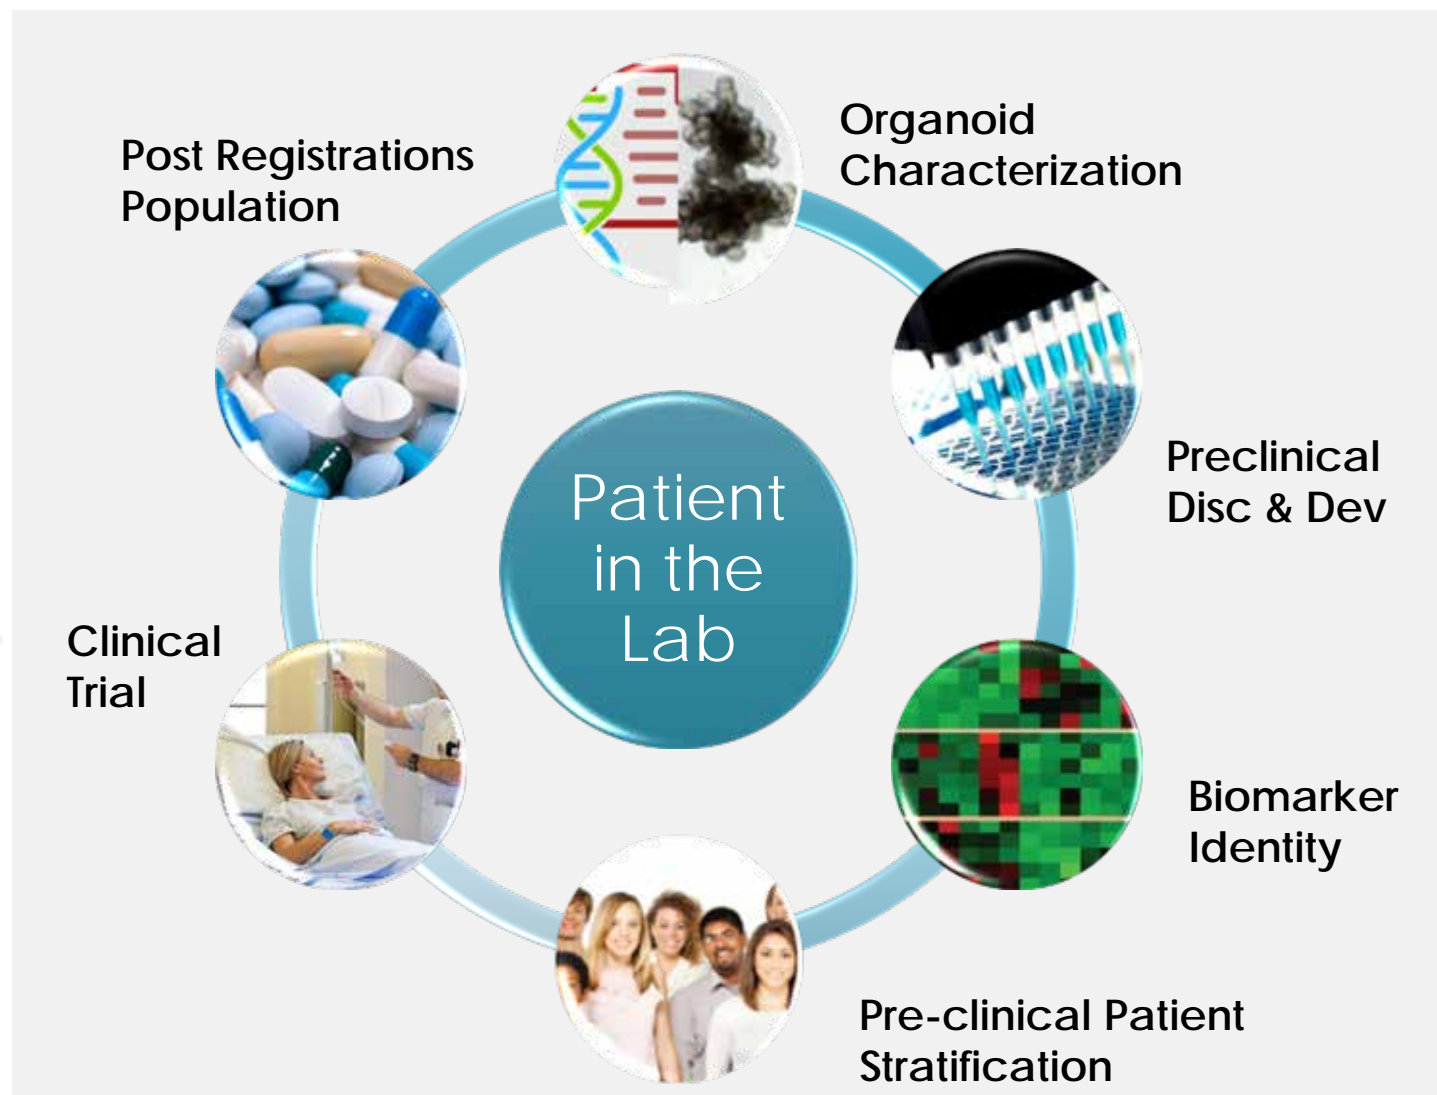 Organoid
Characterization
Post Registrations
Population
Preclinical
Disc & Dev
Patient
in the
Lab
Clinical
Trial
Biomarker
Identity
Pre-clinical Patient
Stratification